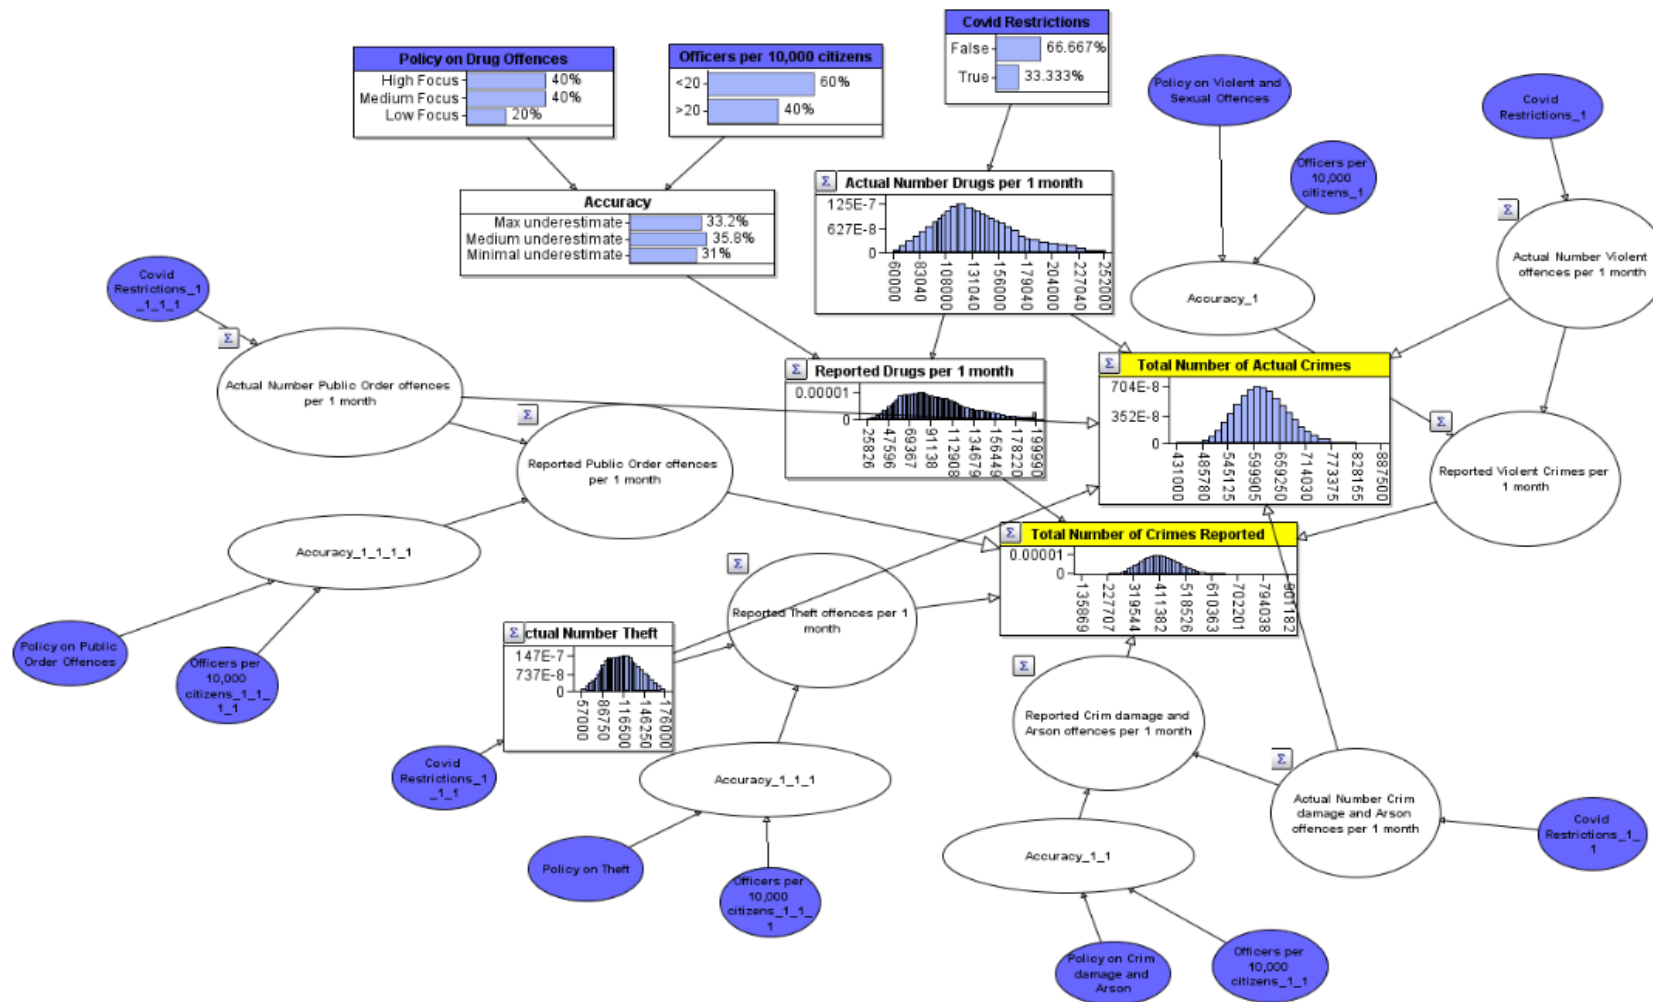 Covid Restrictions
False
66.667%
True
33.333%
Policy on Drug Offences
High Focus
40%
Medium Focus
40%
Low Focus
20%
Officers per 10,000 citizens
<20
60%
>20
40%
Policy on Violent and
Sexual Offences
Covid
Restrictions_1
Officers per
10,000
citizens_1
Σ
Actual Number Drugs per 1 month
125E-7
627E-8
0
60000
83040
108000
131040
156000
179040
204000
227040
252000
Accuracy
Max underestimate
33.2%
Medium underestimate
35.8%
Minimal underestimate
31%
Σ
Actual Number Violent
offences per 1 month
Accuracy_1
Covid
Restrictions_1
_1_1_1
Σ
Actual Number Public Order offences
per 1 month
Σ
Reported Drugs per 1 month
0.00001
0
25826
47596
69367
91138
112908
134679
156449
178220
199990
Σ
Total Number of Actual Crimes
704E-8
352E-8
0
431000
485780
545125
599905
659250
714030
773375
828155
887500
Σ
Reported Violent Crimes per
1 month
Σ
Reported Public Order offences
per 1 month
Accuracy_1_1_1_1
Σ
Total Number of Crimes Reported
0.00001
0
135869
227707
319544
411382
518526
610363
702201
794038
901182
Σ
Reported Theft offences per 1
month
Policy on Public
Order Offences
Officers per
10,000
citizens_1_1_
1_1
Σ
ctual Number Theft
147E-7
737E-8
0
57000
86750
116500
146250
176000
Σ
Reported Crim damage and
Arson offences per 1 month
Covid
Restrictions_1
_1_1
Accuracy_1_1_1
Σ
Actual Number Crim
damage and Arson
offences per 1 month
Covid
Restrictions_1_
1
Policy on Theft
Officers per
10,000
citizens_1_1_
1
Accuracy_1_1
Policy on Crim
damage and
Arson
Officers per
10,000
citizens_1_1